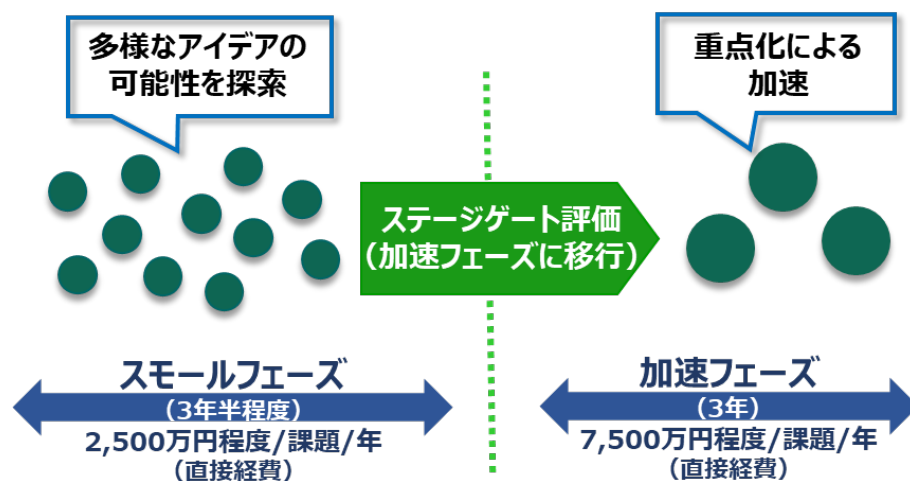 多様なアイデアの
可能性を探索
重点化による
加速
ステージゲート評価
(加速フェーズに移行)
スモールフェーズ
(3年半程度)
2,500万円程度/課題/年
(直接経費)
加速フェーズ
(3年)
7,500万円程度/課題/年
(直接経費)